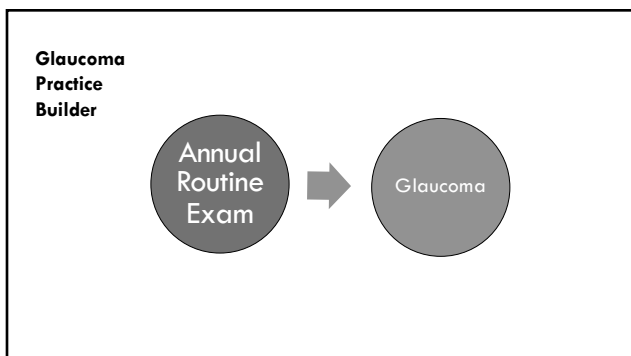 Glaucoma
Practice
Builder
Annual
Routine
Exam
Glaucoma